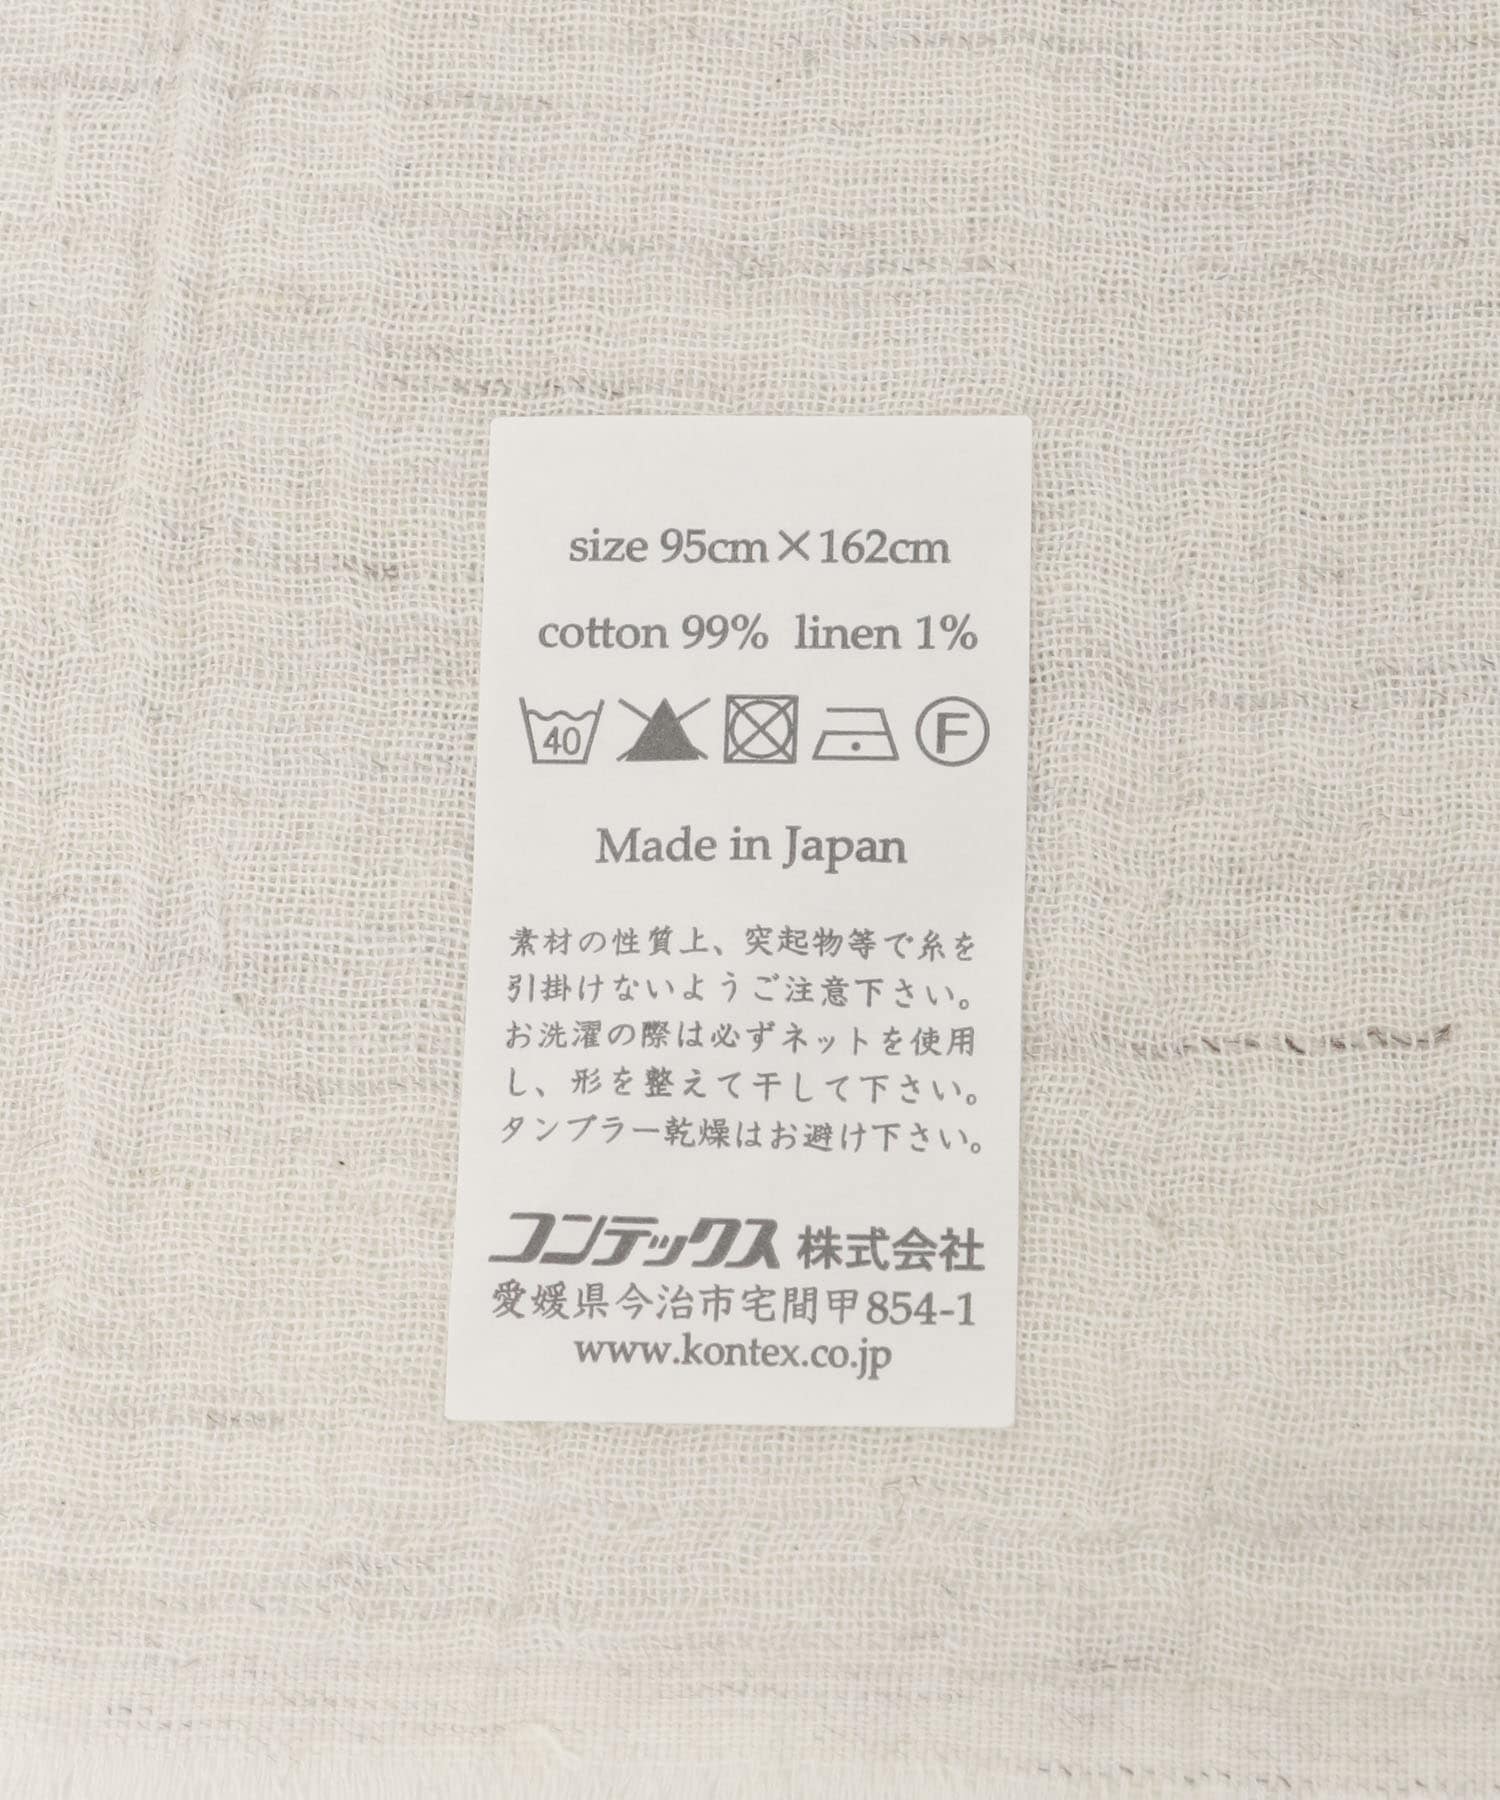 size 95cm×162cm
cotton 99%  linen 1%
40 F
Made in Japan
素材の性質上、突起物等で糸を
引掛けないようご注意下さい。
お洗濯の際は必ずネットを使用
し、形を整えて干して下さい。
タンブラー乾燥はお避け下さい。
コンテックス 株式会社
愛媛県今治市宅間甲854-1
www.kontex.co.jp